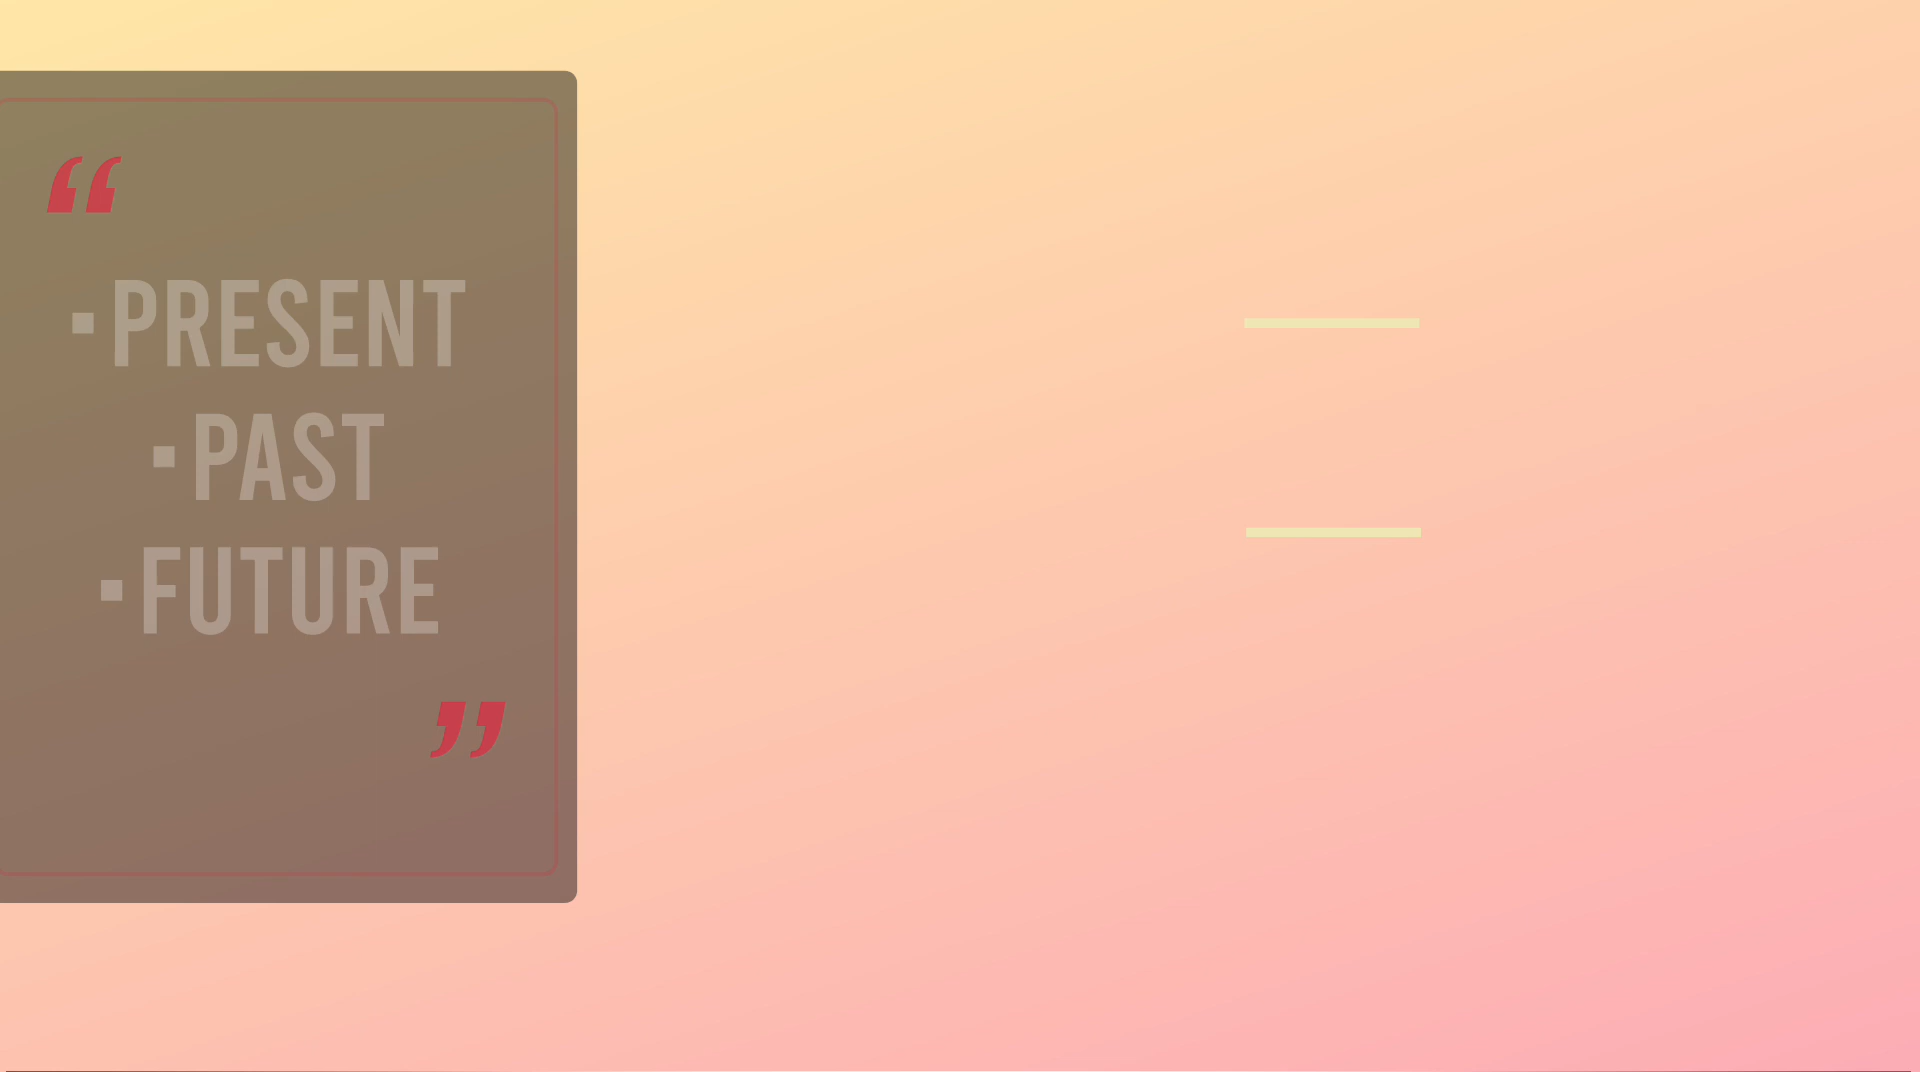 “
▪PRESENT
▪PAST
▪FUTURE
”